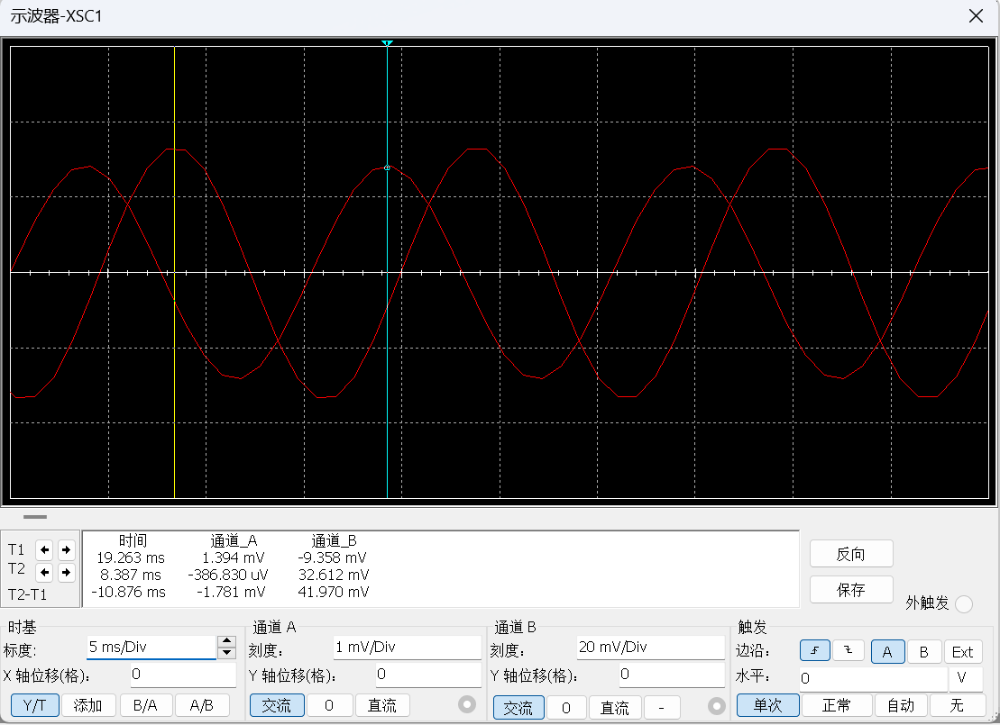 示波器-XSC1
时间 通道_A 通道_B
T1 19.263 ms 1.394 mV -9.358 mV
T2 8.387 ms -386.830 uV 32.612 mV
T2-T1 -10.876 ms -1.781 mV 41.970 mV
反向
保存
外触发
时基
标度: 5 ms/Div
X 轴位移(格): 0
Y/T 添加 B/A A/B
通道 A
刻度: 1 mV/Div
Y 轴位移(格): 0
交流 0 直流
通道 B
刻度: 20 mV/Div
Y 轴位移(格): 0
交流 0 直流 -
触发
边沿: A B Ext
水平: 0 V
单次 正常 自动 无